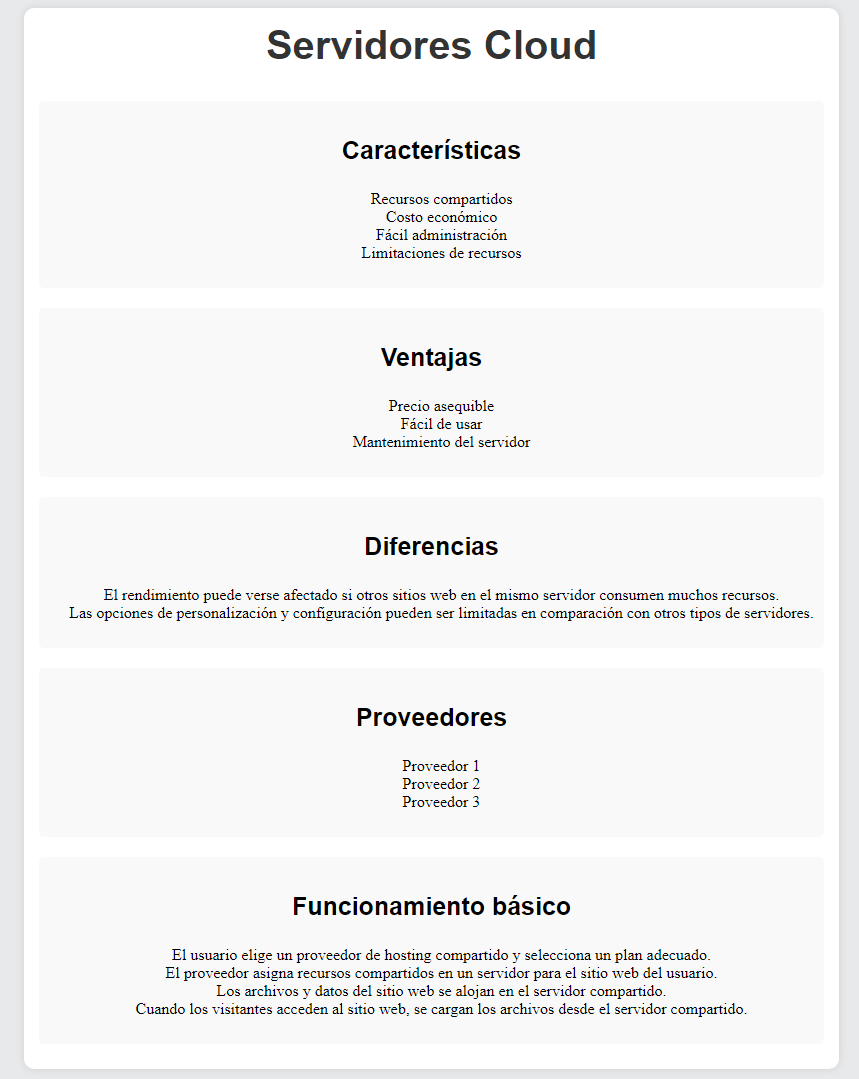 Servidores Cloud
Características
Recursos compartidos
Costo económico
Fácil administración
Limitaciones de recursos
Ventajas
Precio asequible
Fácil de usar
Mantenimiento del servidor
Diferencias
El rendimiento puede verse afectado si otros sitios web en el mismo servidor consumen muchos recursos.
Las opciones de personalización y configuración pueden ser limitadas en comparación con otros tipos de servidores.
Proveedores
Proveedor 1
Proveedor 2
Proveedor 3
Funcionamiento básico
El usuario elige un proveedor de hosting compartido y selecciona un plan adecuado.
El proveedor asigna recursos compartidos en un servidor para el sitio web del usuario.
Los archivos y datos del sitio web se alojan en el servidor compartido.
Cuando los visitantes acceden al sitio web, se cargan los archivos desde el servidor compartido.